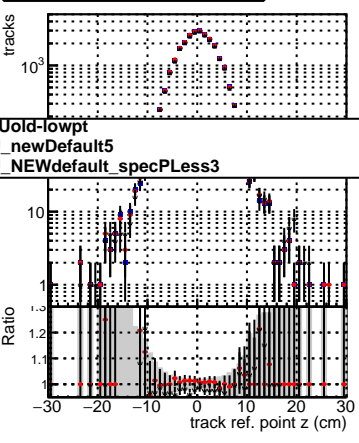 tracks
10³
Uold-lowpt
_newDefault5
_NEWdefault_specPLess3
10
1
Ratio
1.3
1.2
1.1
1
−30 −20 −10 0 10 20 30
track ref. point z (cm)